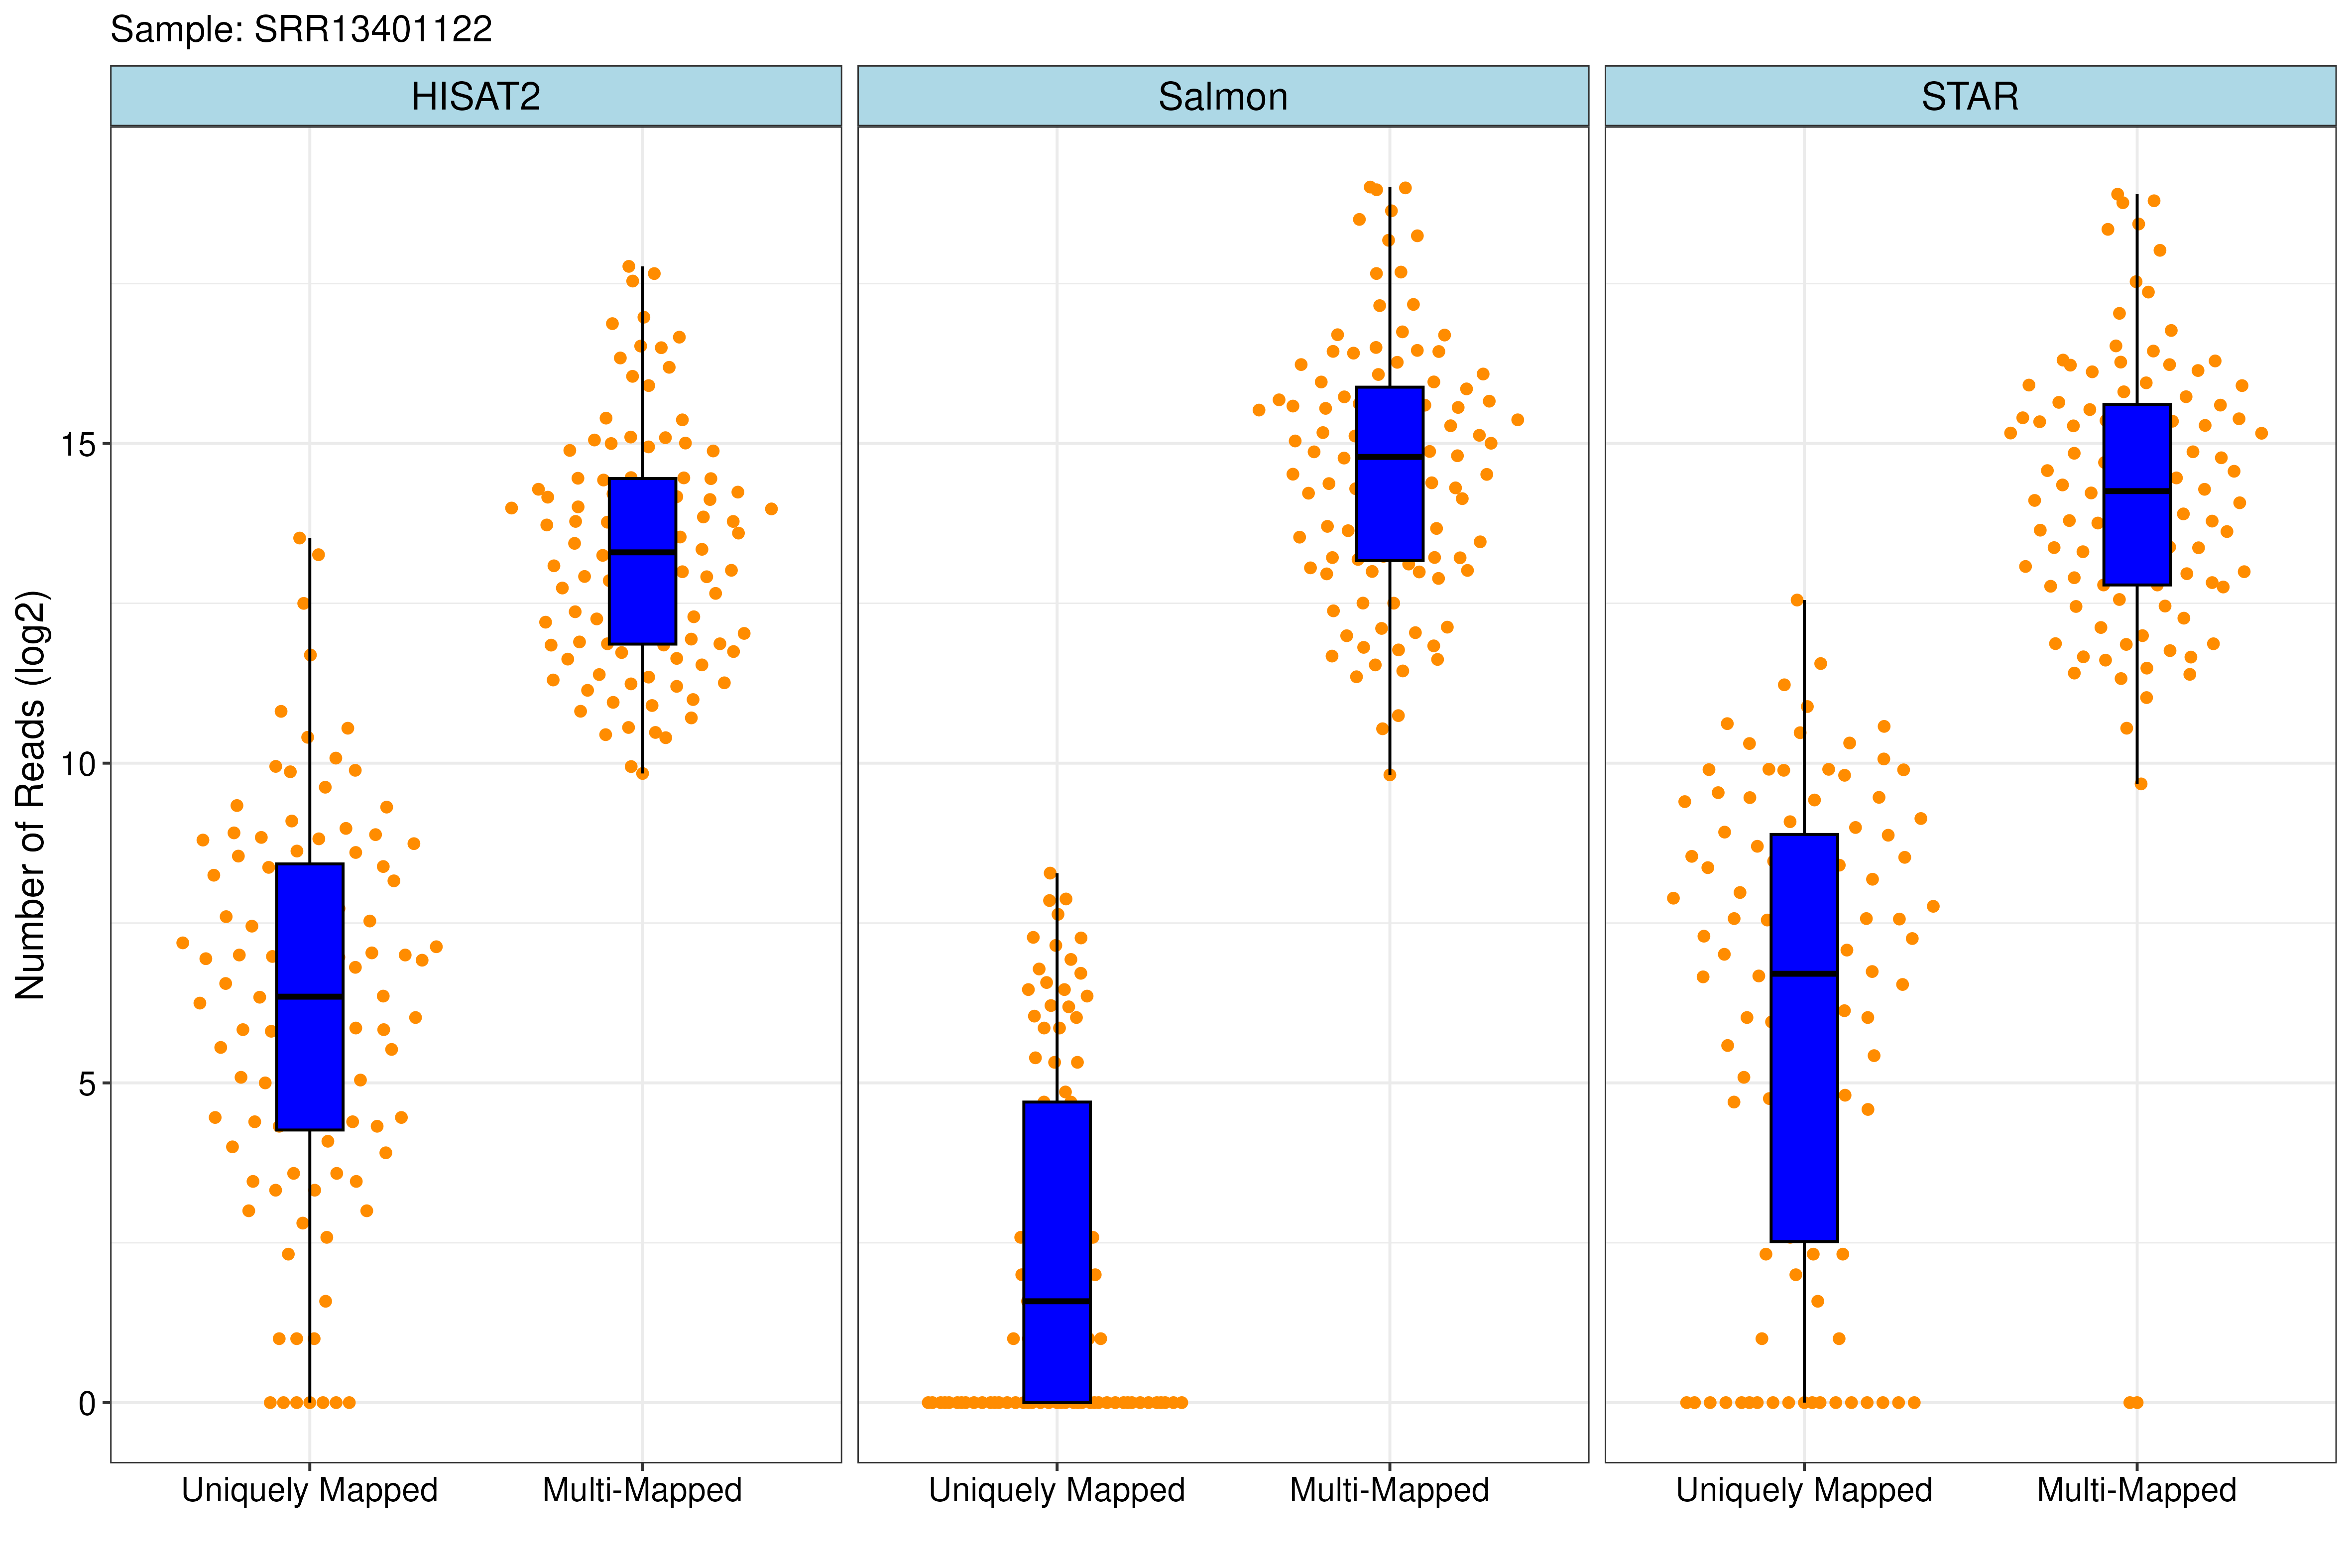 Sample: SRR13401122
HISAT2
Salmon
STAR
Number of Reads (log2)
15
10
5
0
Uniquely Mapped
Multi-Mapped
Uniquely Mapped
Multi-Mapped
Uniquely Mapped
Multi-Mapped